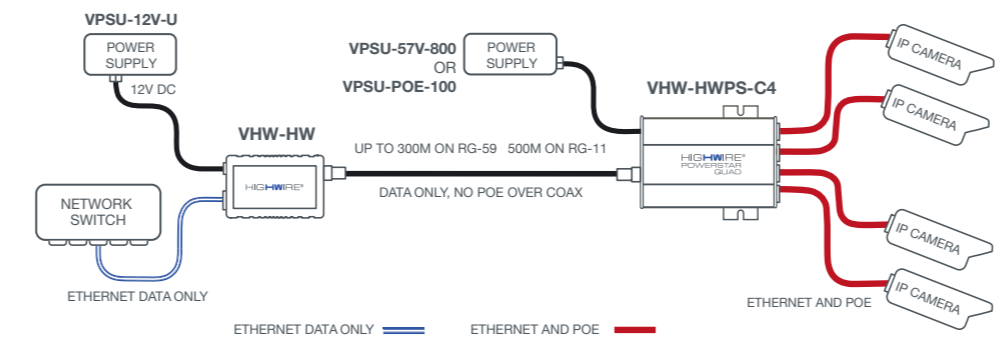 VPSU-12V-U
POWER
SUPPLY
12V DC
VPSU-57V-800
OR
VPSU-POE-100
POWER
SUPPLY
VHW-HW
HIGHWIRE®
UP TO 300M ON RG-59 500M ON RG-11
DATA ONLY, NO POE OVER COAX
VHW-HWPS-C4
HIGHWIRE®
POWERSTAR
QUAD
IP CAMERA
IP CAMERA
IP CAMERA
IP CAMERA
NETWORK
SWITCH
ETHERNET DATA ONLY
ETHERNET AND POE
ETHERNET DATA ONLY
ETHERNET AND POE